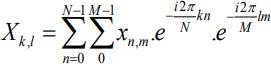 X_{k,l} = \sum_{n=0}^{N-1} \sum_{0}^{M-1} x_{n,m} . e^{\frac{-i2\pi}{N}kn} . e^{\frac{-i2\pi}{M}lm}